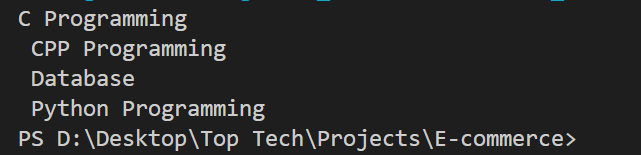 C Programming
CPP Programming
Database
Python Programming
PS D:\Desktop\Top Tech\Projects\E-commerce>